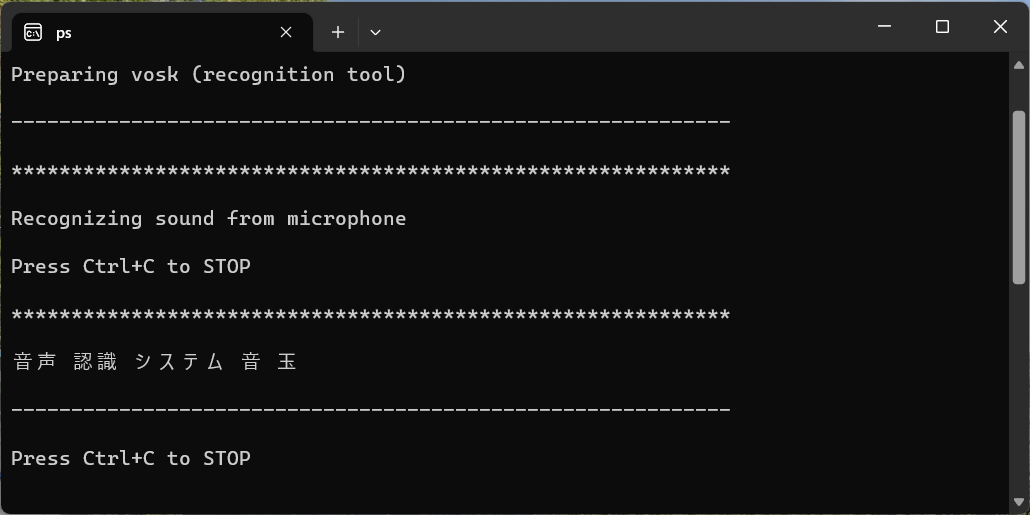 ps
Preparing vosk (recognition tool)
------------------------------------------------------------
************************************************************
Recognizing sound from microphone
Press Ctrl+C to STOP
************************************************************
音声 認識 システム 音 玉
------------------------------------------------------------
Press Ctrl+C to STOP